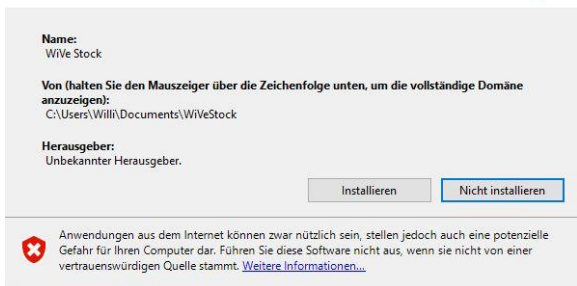 Name:
WiVe Stock
Von (halten Sie den Mauszeiger über die Zeichenfolge unten, um die vollständige Domäne
anzuzeigen):
C:\Users\Willi\Documents\WiVeStock
Herausgeber:
Unbekannter Herausgeber.
Installieren
Nicht installieren
Anwendungen aus dem Internet können zwar nützlich sein, stellen jedoch auch eine potenzielle
Gefahr für Ihren Computer dar. Führen Sie diese Software nicht aus, wenn sie nicht von einer
vertrauenswürdigen Quelle stammt. Weitere Informationen...